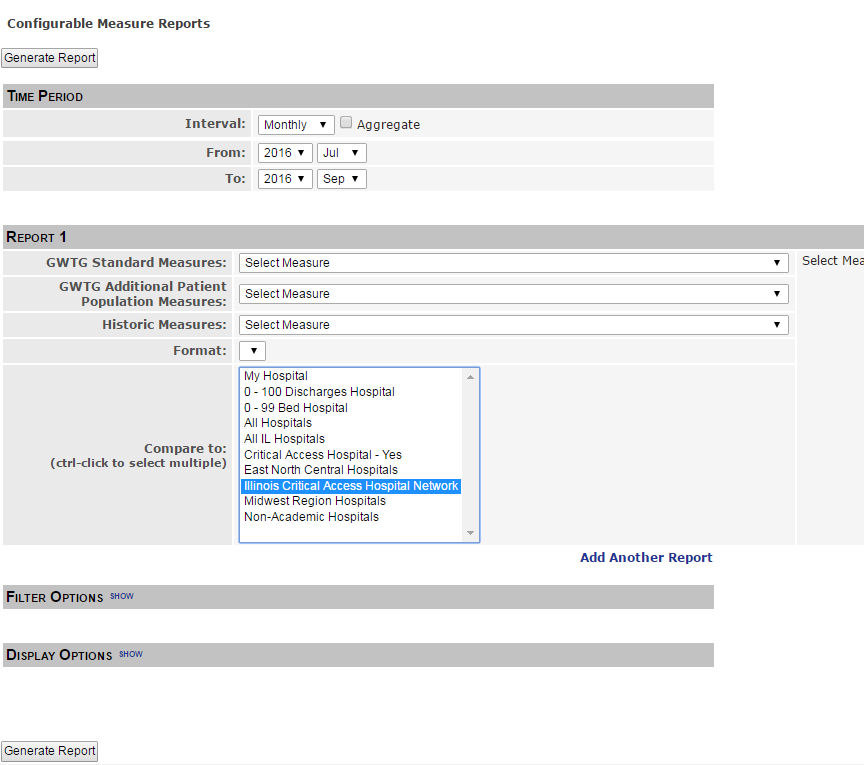 Configurable Measure Reports
Generate Report
TIME PERIOD
Interval: Monthly Aggregate
From: 2016 Jul
To: 2016 Sep
REPORT 1
GWTG Standard Measures: Select Measure Select Mea
GWTG Additional Patient
Population Measures: Select Measure
Historic Measures: Select Measure
Format:
My Hospital
0 - 100 Discharges Hospital
0 - 99 Bed Hospital
All Hospitals
All IL Hospitals
Compare to:
(ctrl-click to select multiple)
Critical Access Hospital - Yes
East North Central Hospitals
Illinois Critical Access Hospital Network
Midwest Region Hospitals
Non-Academic Hospitals
Add Another Report
FILTER OPTIONS SHOW
DISPLAY OPTIONS SHOW
Generate Report